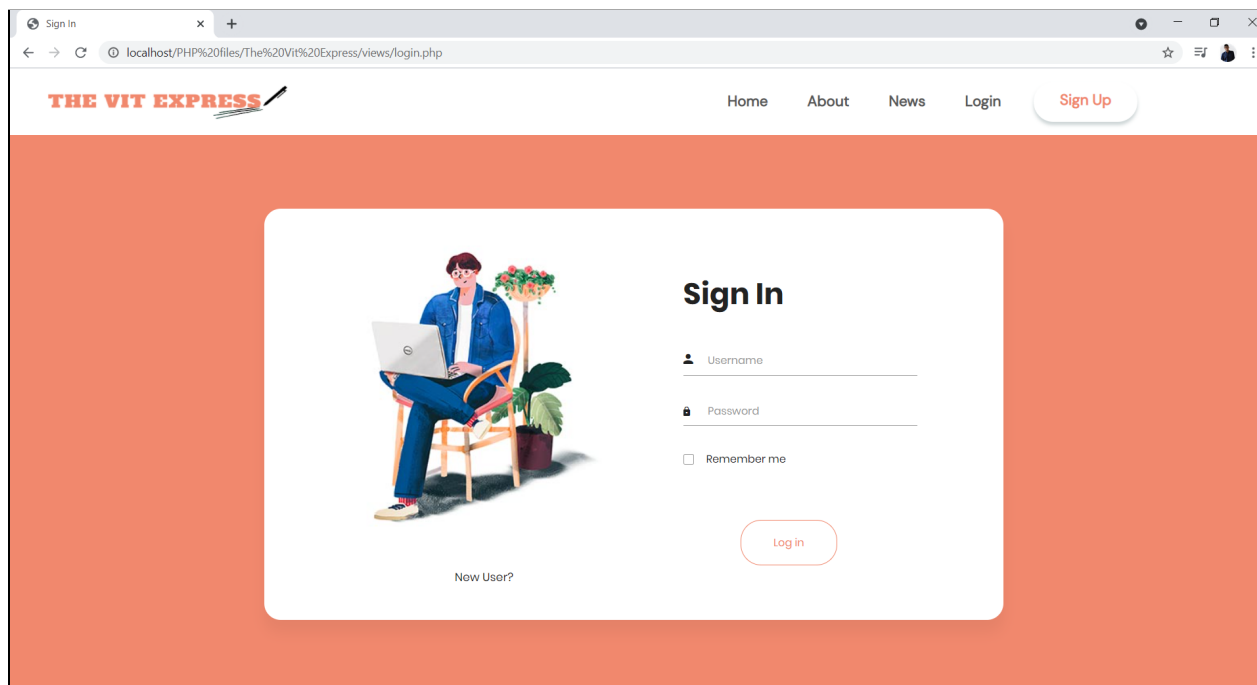 Sign In
localhost/PHP%20files/The%20Vit%20Express/views/login.php
THE VIT EXPRESS Home About News Login Sign Up
Sign In
Username
Password
Remember me
Log in
New User?